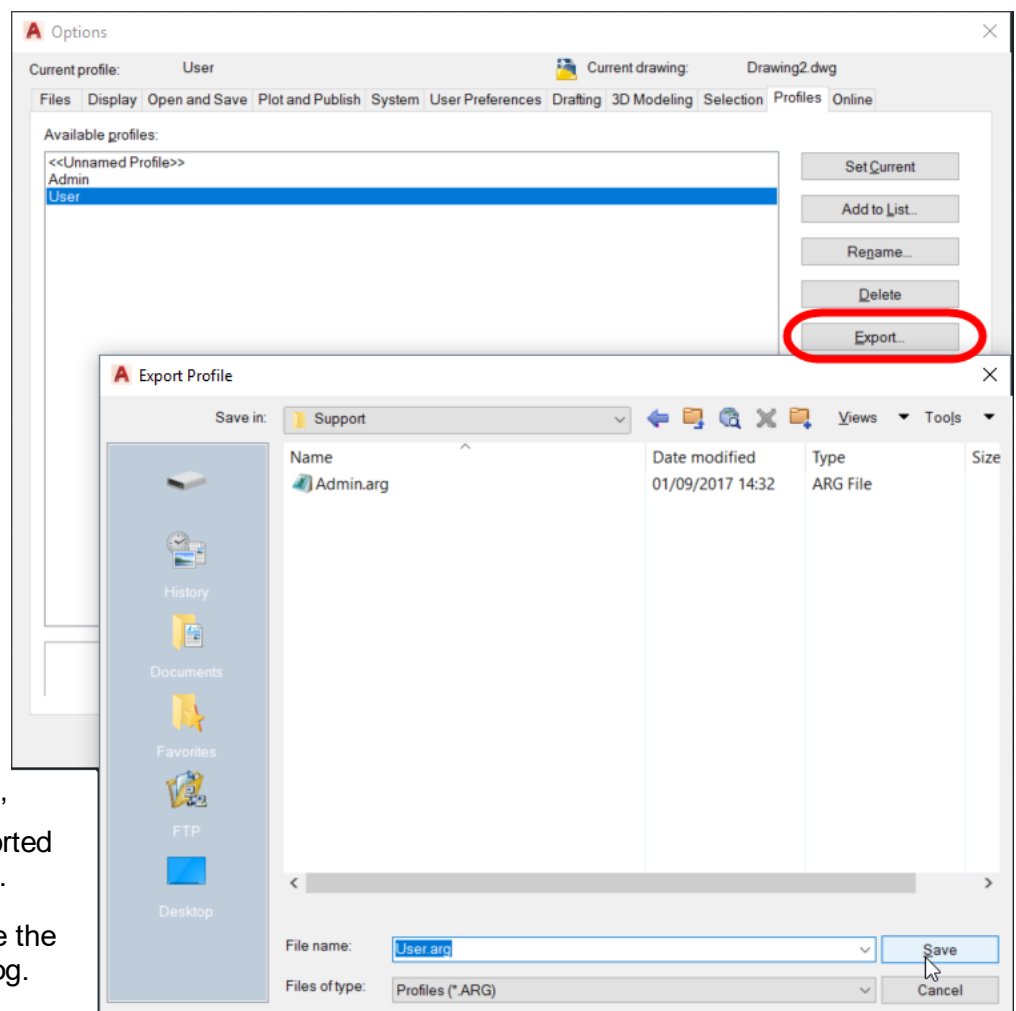 A Options
Current profile: User Current drawing: Drawing2.dwg
Files Display Open and Save Plot and Publish System User Preferences Drafting 3D Modeling Selection Profiles Online
Available profiles:
<<Unnamed Profile>>
Admin
User
Set Current
Add to List...
Rename...
Delete
Export...
A Export Profile
Save in: Support Views Tools
Name Date modified Type Size
Admin.arg 01/09/2017 14:32 ARG File
History
Documents
Favorites
FTP
Desktop
,
orted
.
e the
og.
File name: User.arg Save
Files of type: Profiles (*.ARG) Cancel